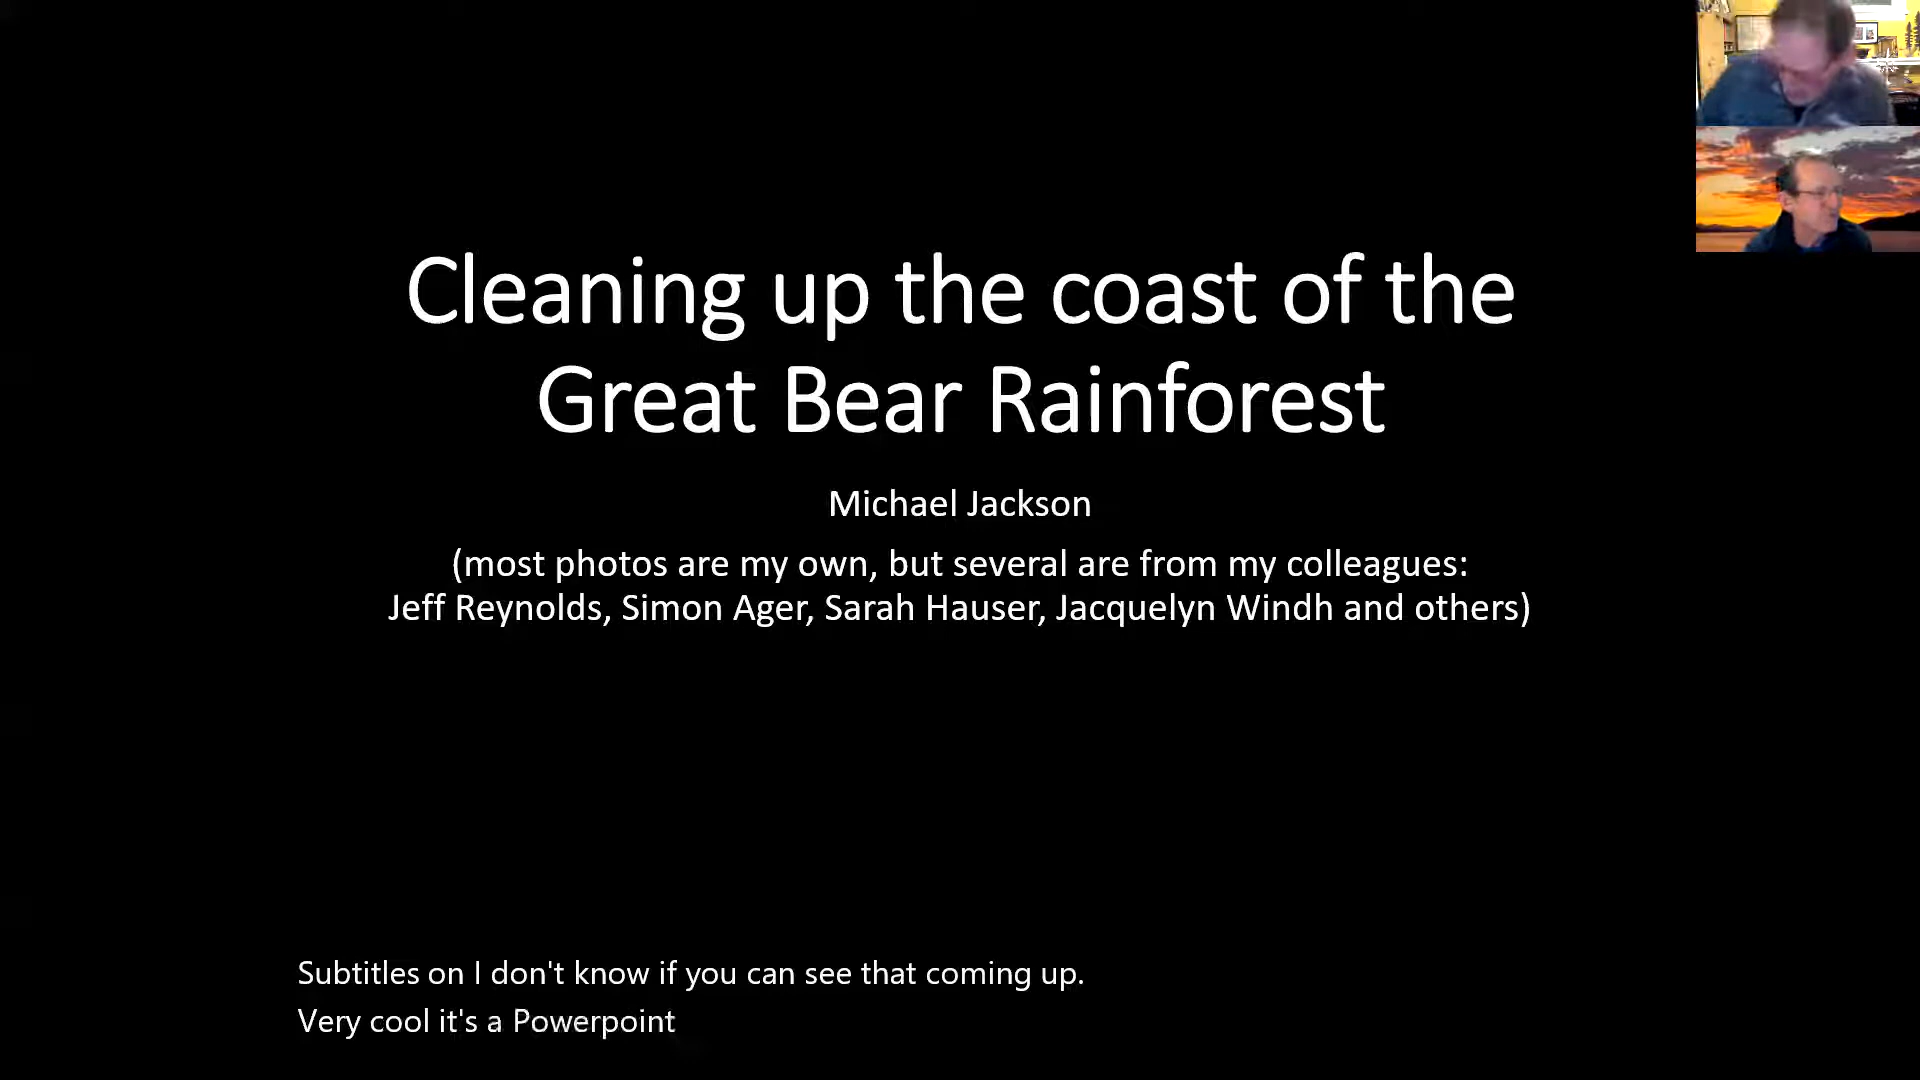 Cleaning up the coast of the
Great Bear Rainforest
Michael Jackson
(most photos are my own, but several are from my colleagues:
Jeff Reynolds, Simon Ager, Sarah Hauser, Jacquelyn Windh and others)
Subtitles on I don't know if you can see that coming up.
Very cool it's a Powerpoint